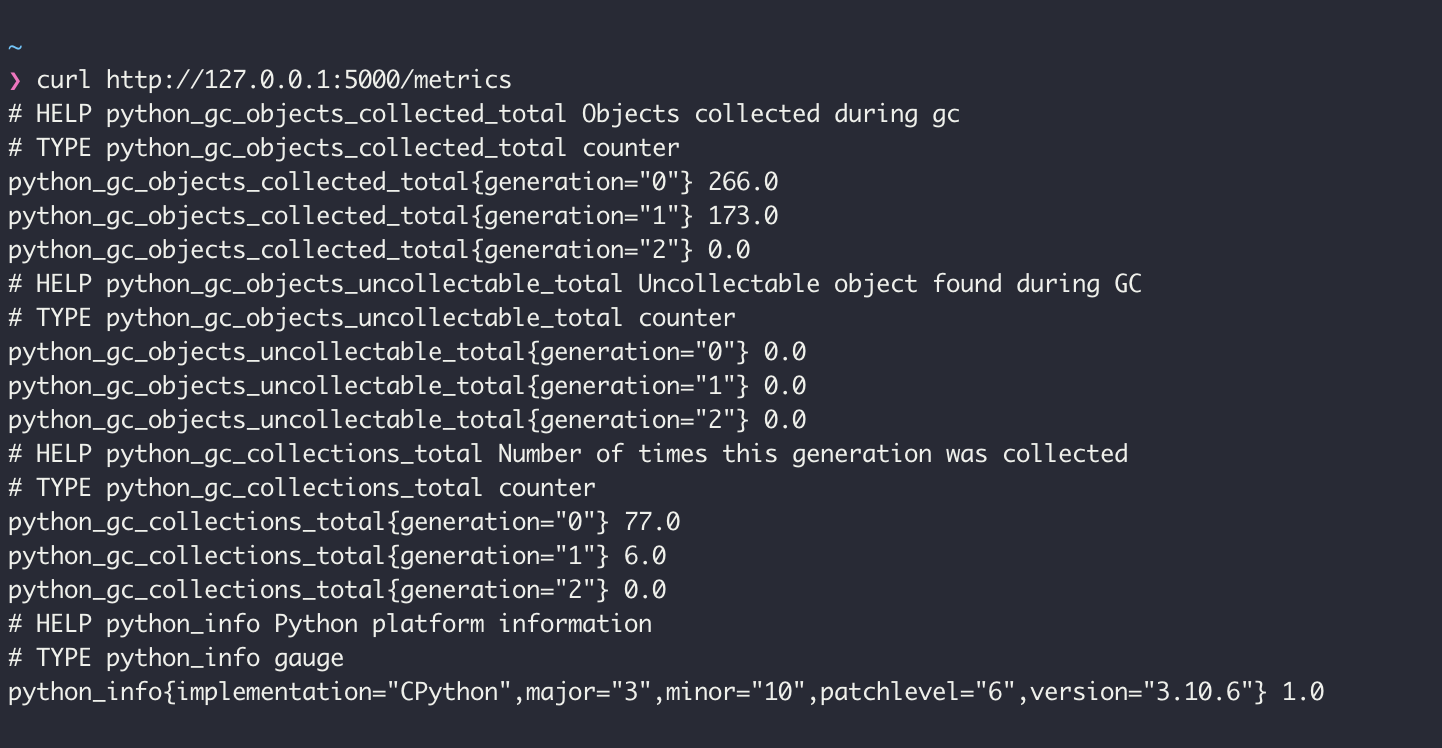 ~
❯ curl http://127.0.0.1:5000/metrics
# HELP python_gc_objects_collected_total Objects collected during gc
# TYPE python_gc_objects_collected_total counter
python_gc_objects_collected_total{generation="0"} 266.0
python_gc_objects_collected_total{generation="1"} 173.0
python_gc_objects_collected_total{generation="2"} 0.0
# HELP python_gc_objects_uncollectable_total Uncollectable object found during GC
# TYPE python_gc_objects_uncollectable_total counter
python_gc_objects_uncollectable_total{generation="0"} 0.0
python_gc_objects_uncollectable_total{generation="1"} 0.0
python_gc_objects_uncollectable_total{generation="2"} 0.0
# HELP python_gc_collections_total Number of times this generation was collected
# TYPE python_gc_collections_total counter
python_gc_collections_total{generation="0"} 77.0
python_gc_collections_total{generation="1"} 6.0
python_gc_collections_total{generation="2"} 0.0
# HELP python_info Python platform information
# TYPE python_info gauge
python_info{implementation="CPython",major="3",minor="10",patchlevel="6",version="3.10.6"} 1.0